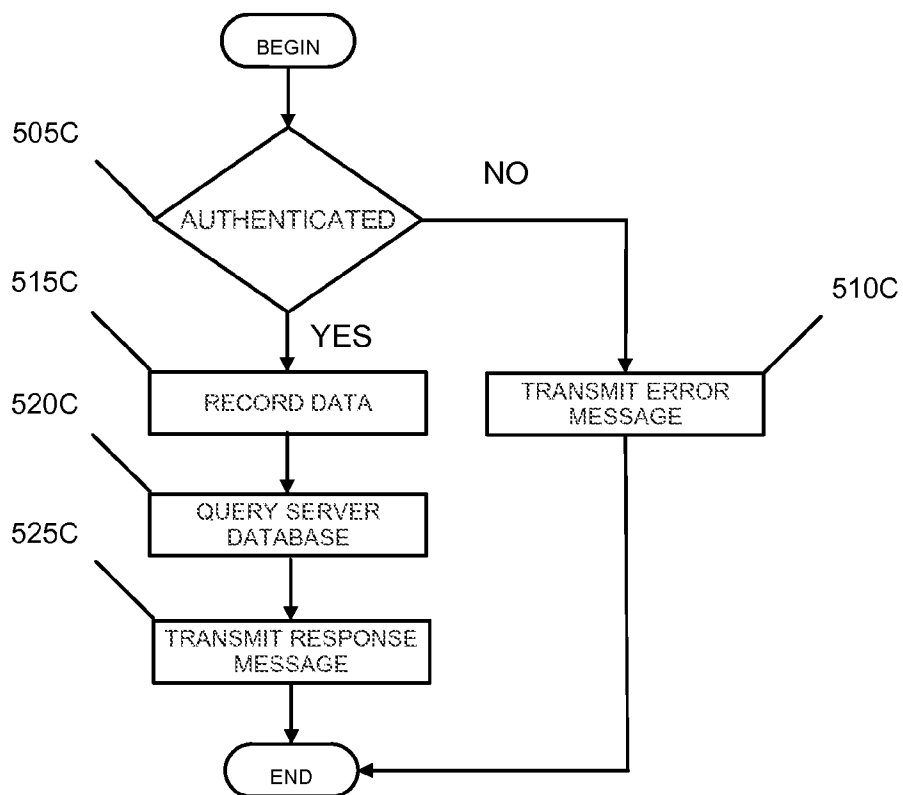 BEGIN
505C
NO
AUTHENTICATED
515C
510C
YES
RECORD DATA
TRANSMIT ERROR
MESSAGE
520C
QUERY SERVER
DATABASE
525C
TRANSMIT RESPONSE
MESSAGE
END